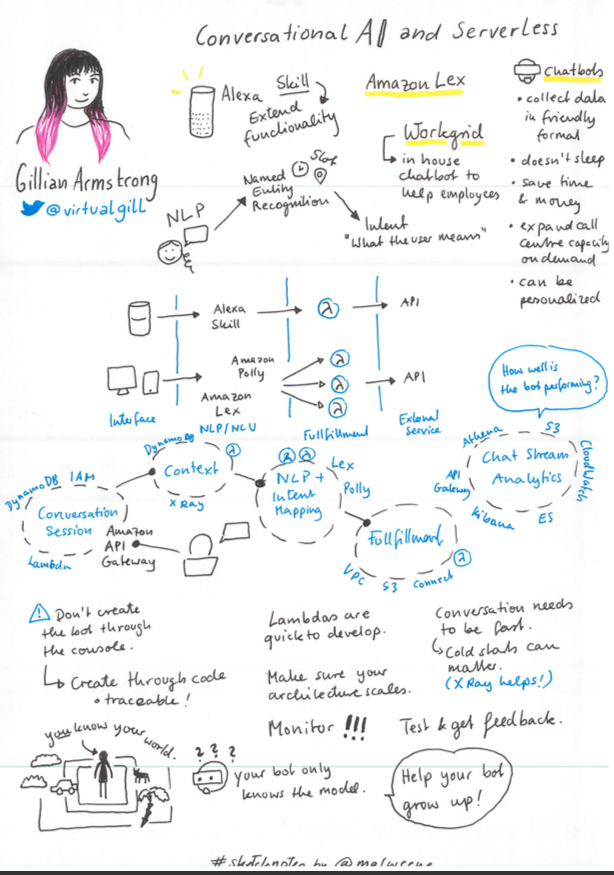 Conversational AI and Serverless
Gillian Armstrong
@virtualgill
Alexa Skill
Extend
functionality
Amazon Lex
Workgrid
in house
chatbot to
help employees
Chatbots
• collect data
in friendly
format
• doesn't sleep
• save time
& money
• expand call
centre capacity
on demand
• can be
personalized
NLP
Named
Entity
Recognition
Slot
Intent
"What the user means"
Alexa
Skill
λ
API
Amazon
Polly
Amazon
Lex
λ
λ
λ
API
Interface
NLP/NLU
Fullfillment
External
Service
How well is
the bot performing?
DynamoDB IAM
Conversation
Session
Lambda
Amazon
API
Gateway
DynamoDB
λ
Context
X Ray
λ λ
NLP +
Intent
Mapping
Lex
Polly
Fullfillment
λ
VPC S3 Connect
Athena S3
CloudWatch
API
Gateway
Chat Stream
Analytics
Kibana ES
! Don't create
the bot through
the console.
Create through code
• traceable!
Lambdas are
quick to develop.
Make sure your
architecture scales.
Monitor !!!
Conversation needs
to be fast.
Cold starts can
matter.
(X Ray helps!)
Test & get feedback.
you know your world.
? ? ?
your bot only
knows the model.
Help your bot
grow up!
#sketchnotes by @malweene